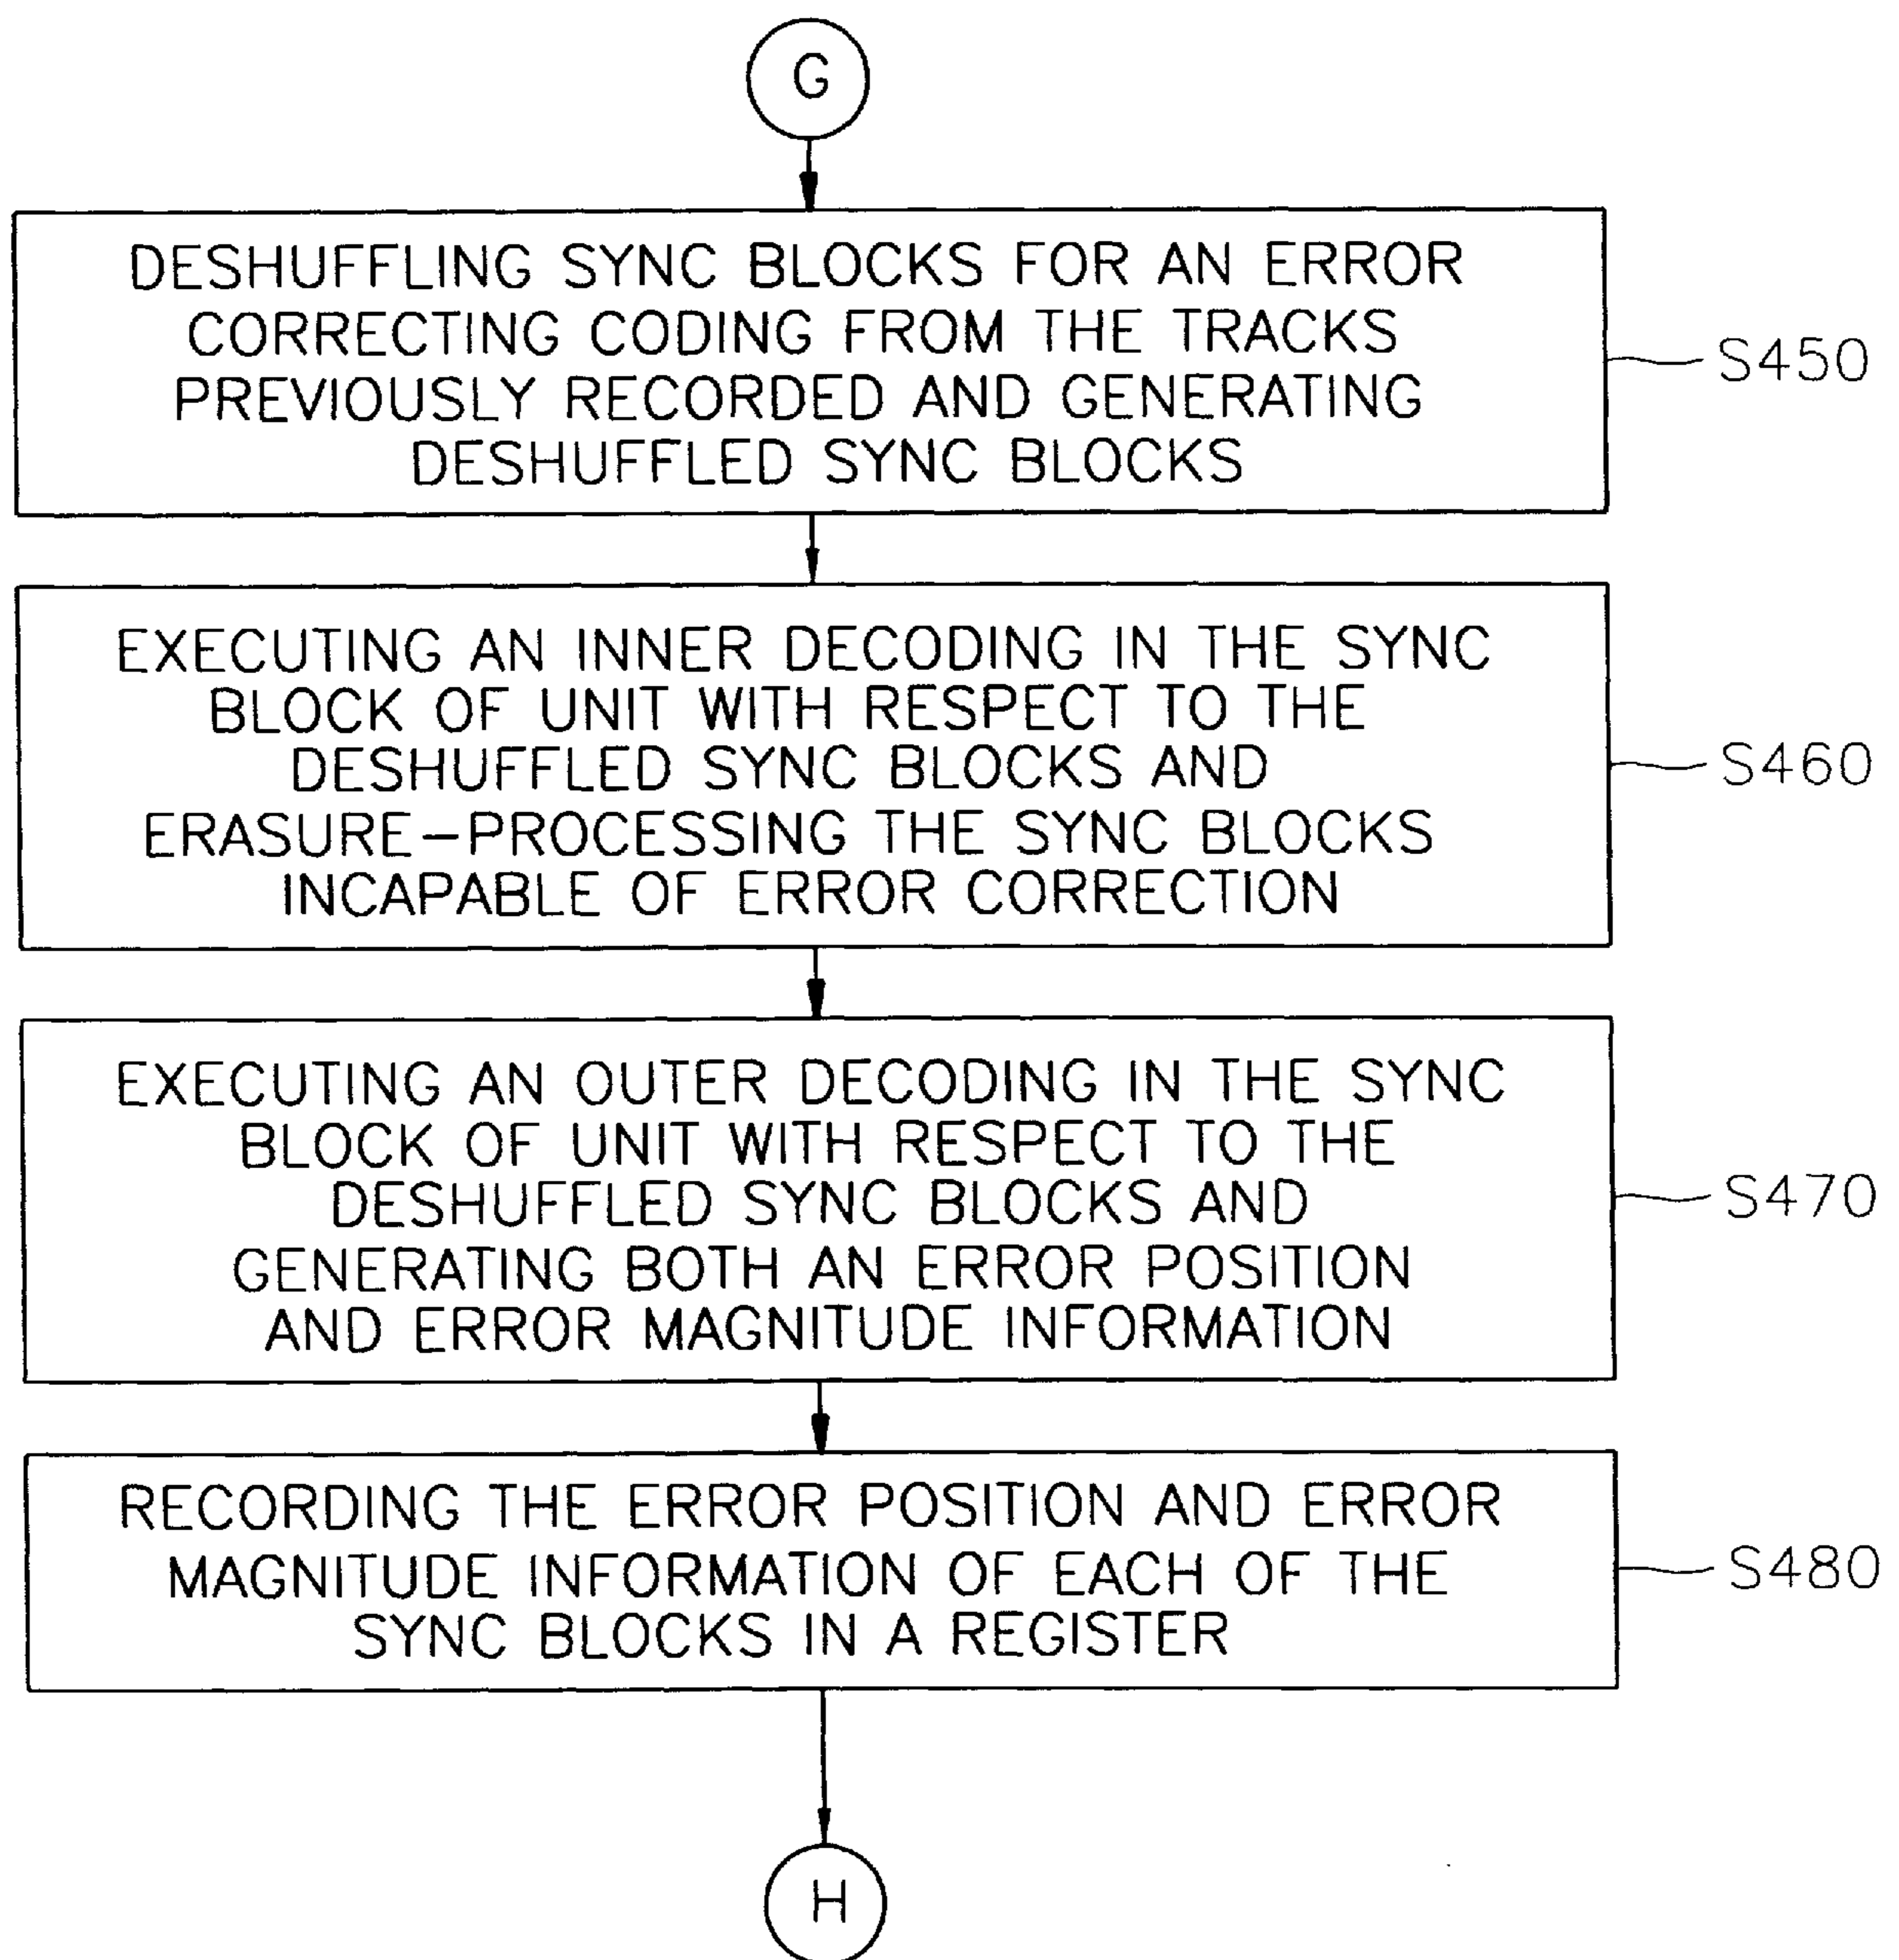 G
DESHUFFLING SYNC BLOCKS FOR AN ERROR
CORRECTING CODING FROM THE TRACKS
PREVIOUSLY RECORDED AND GENERATING
DESHUFFLED SYNC BLOCKS
S450
EXECUTING AN INNER DECODING IN THE SYNC
BLOCK OF UNIT WITH RESPECT TO THE
DESHUFFLED SYNC BLOCKS AND
ERASURE-PROCESSING THE SYNC BLOCKS
INCAPABLE OF ERROR CORRECTION
S460
EXECUTING AN OUTER DECODING IN THE SYNC
BLOCK OF UNIT WITH RESPECT TO THE
DESHUFFLED SYNC BLOCKS AND
GENERATING BOTH AN ERROR POSITION
AND ERROR MAGNITUDE INFORMATION
S470
RECORDING THE ERROR POSITION AND ERROR
MAGNITUDE INFORMATION OF EACH OF THE
SYNC BLOCKS IN A REGISTER
S480
H